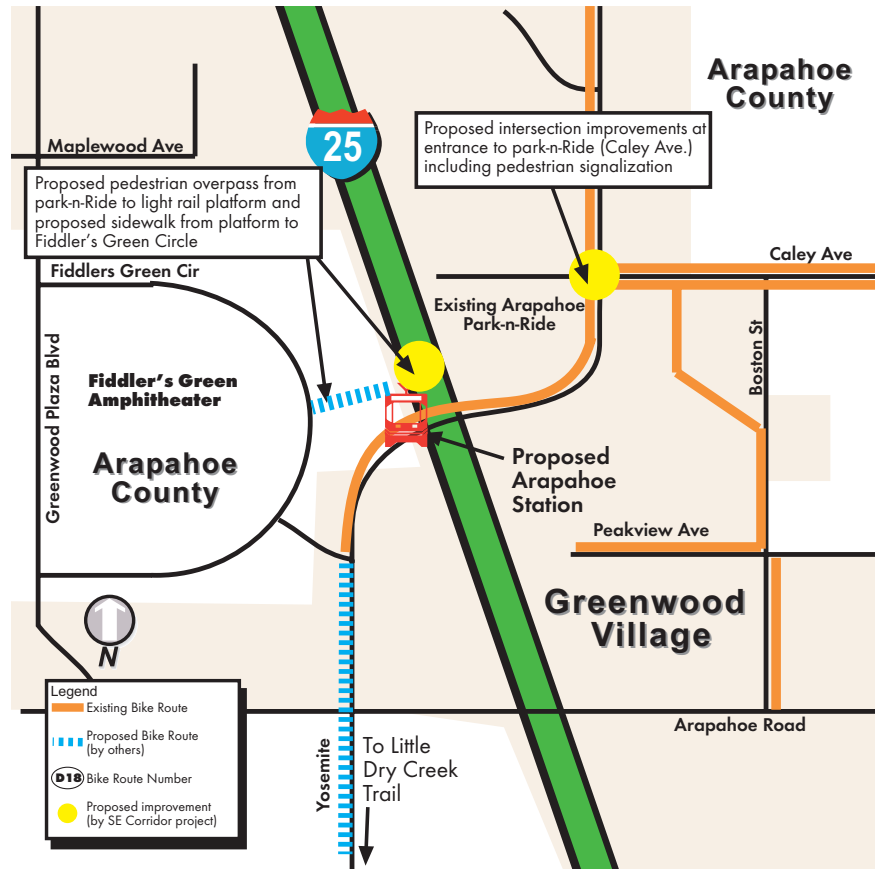 Arapahoe
County
Maplewood Ave
25
Proposed intersection improvements at
entrance to park-n-Ride (Caley Ave.)
including pedestrian signalization
Proposed pedestrian overpass from
park-n-Ride to light rail platform and
proposed sidewalk from platform to
Fiddler's Green Circle
Caley Ave
Fiddlers Green Cir
Existing Arapahoe
Park-n-Ride
Greenwood Plaza Blvd
Boston St
Fiddler's Green
Amphitheater
Arapahoe
County
Proposed
Arapahoe
Station
Peakview Ave
Greenwood
Village
N
Legend
Existing Bike Route
Proposed Bike Route
(by others)
D18 Bike Route Number
Proposed improvement
(by SE Corridor project)
Arapahoe Road
Yosemite
To Little
Dry Creek
Trail